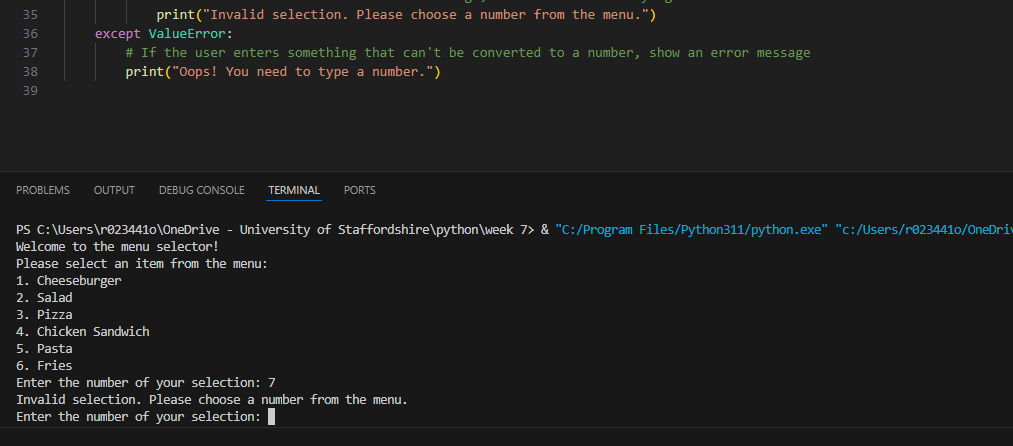 35 print("Invalid selection. Please choose a number from the menu.")
36 except ValueError:
37 # If the user enters something that can't be converted to a number, show an error message
38 print("Oops! You need to type a number.")
39
PROBLEMS OUTPUT DEBUG CONSOLE TERMINAL PORTS
PS C:\Users\r023441o\OneDrive - University of Staffordshire\python\week 7> & "C:/Program Files/Python311/python.exe" "c:/Users/r023441o/OneDriv
Welcome to the menu selector!
Please select an item from the menu:
1. Cheeseburger
2. Salad
3. Pizza
4. Chicken Sandwich
5. Pasta
6. Fries
Enter the number of your selection: 7
Invalid selection. Please choose a number from the menu.
Enter the number of your selection: